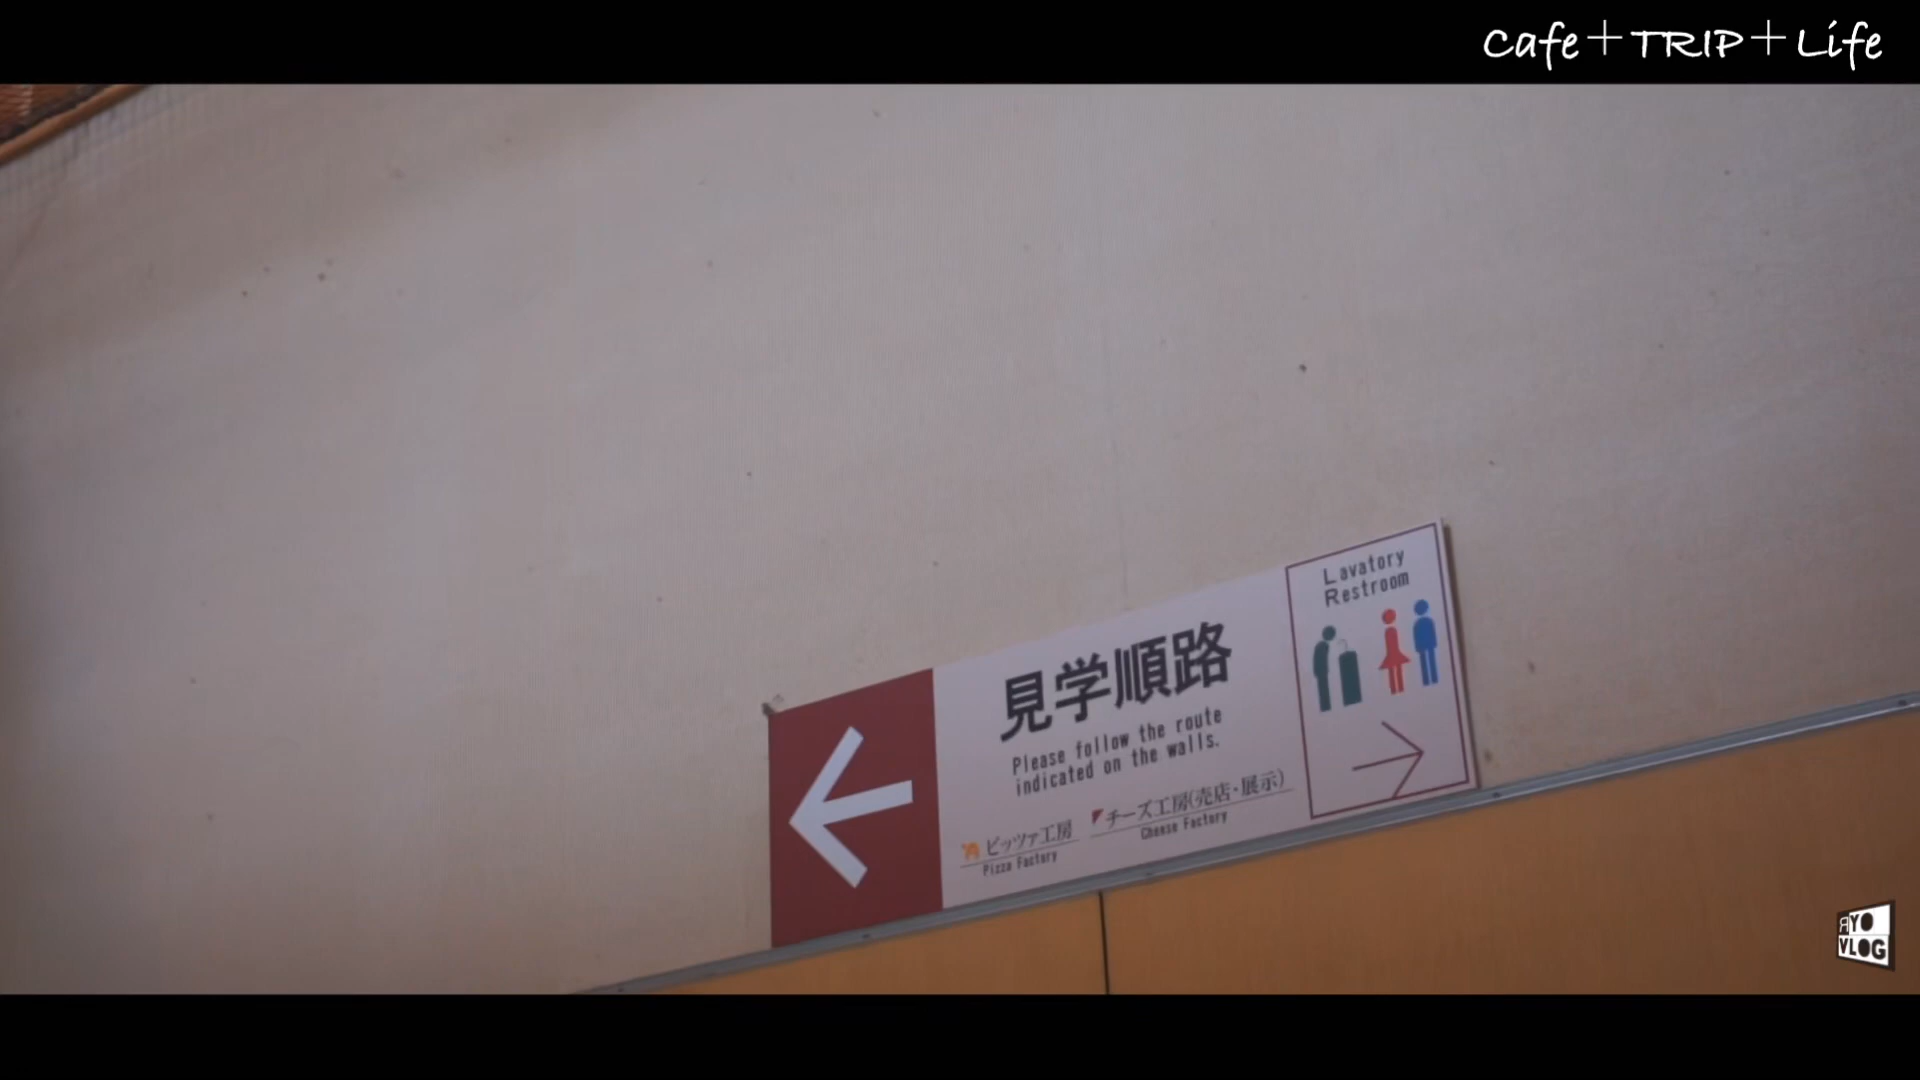 Cafe+TRIP+Life
Lavatory
Restroom
見学順路
Please follow the route
indicated on the walls.
ピッツァ工房
Pizza Factory
チーズ工房(売店・展示)
Cheese Factory
RYO
VLOG